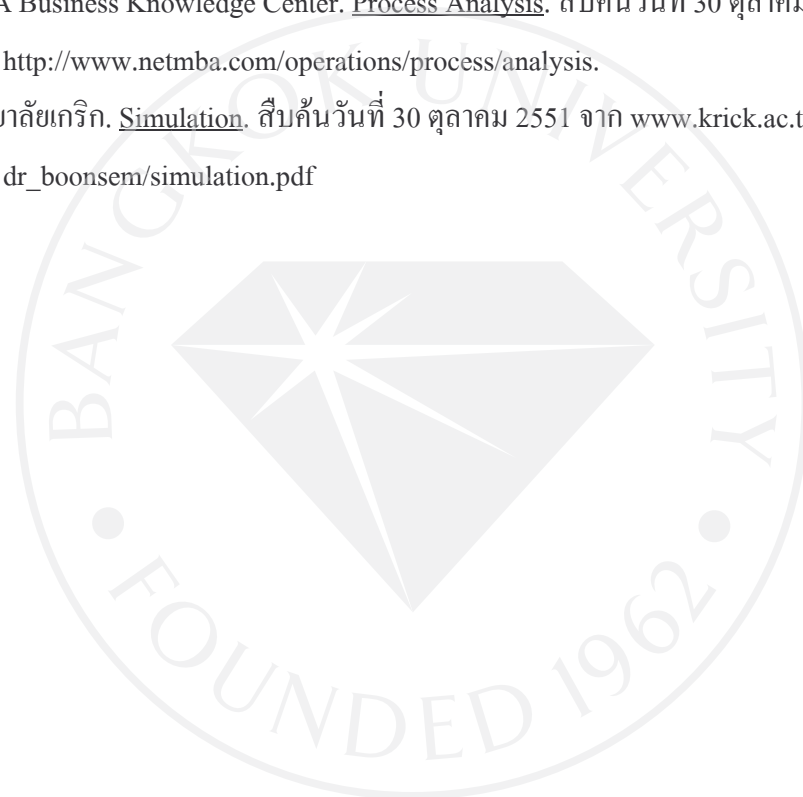 A Business Knowledge Center. Process Analysis. สืบค้นวันที่ 30 ตุลาคม
http://www.netmba.com/operations/process/analysis.
ยาลัยเกริก. Simulation. สืบค้นวันที่ 30 ตุลาคม 2551 จาก www.krick.ac.t
dr_boonsem/simulation.pdf
BANGKOK UNIVERSITY
FOUNDED 1962